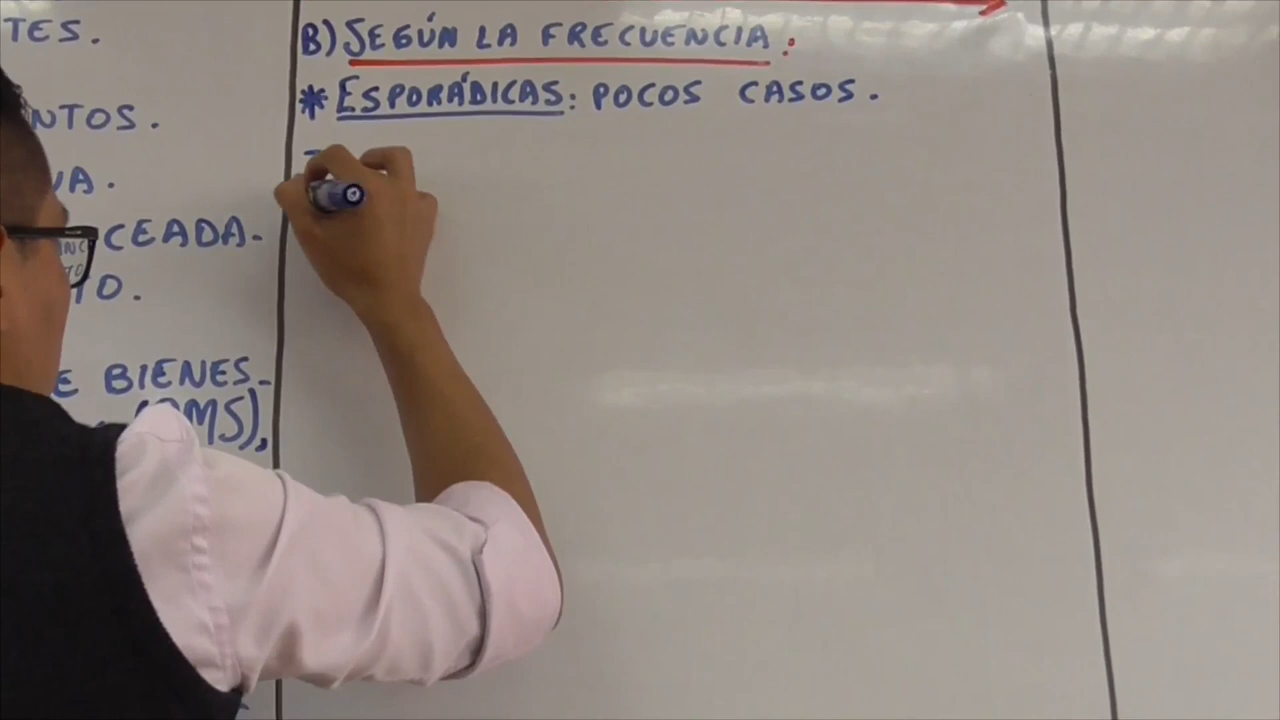 TES.
NTOS.
VA.
CEADA.
TO.
E BIENES-
(OMS),
B) SEGÚN LA FRECUENCIA:
* ESPORÁDICAS: POCOS CASOS.